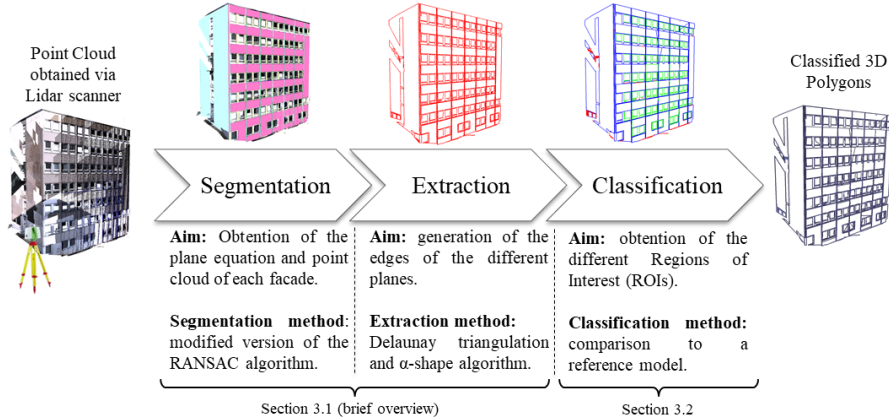 Point Cloud
obtained via
Lidar scanner
Segmentation
Extraction
Classification
Classified 3D
Polygons
Aim: Obtention of the
plane equation and point
cloud of each facade.
Segmentation method:
modified version of the
RANSAC algorithm.
Aim: generation of the
edges of the different
planes.
Extraction method:
Delaunay triangulation
and α-shape algorithm.
Aim: obtention of the
different Regions of
Interest (ROIs).
Classification method:
comparison to a
reference model.
Section 3.1 (brief overview)
Section 3.2